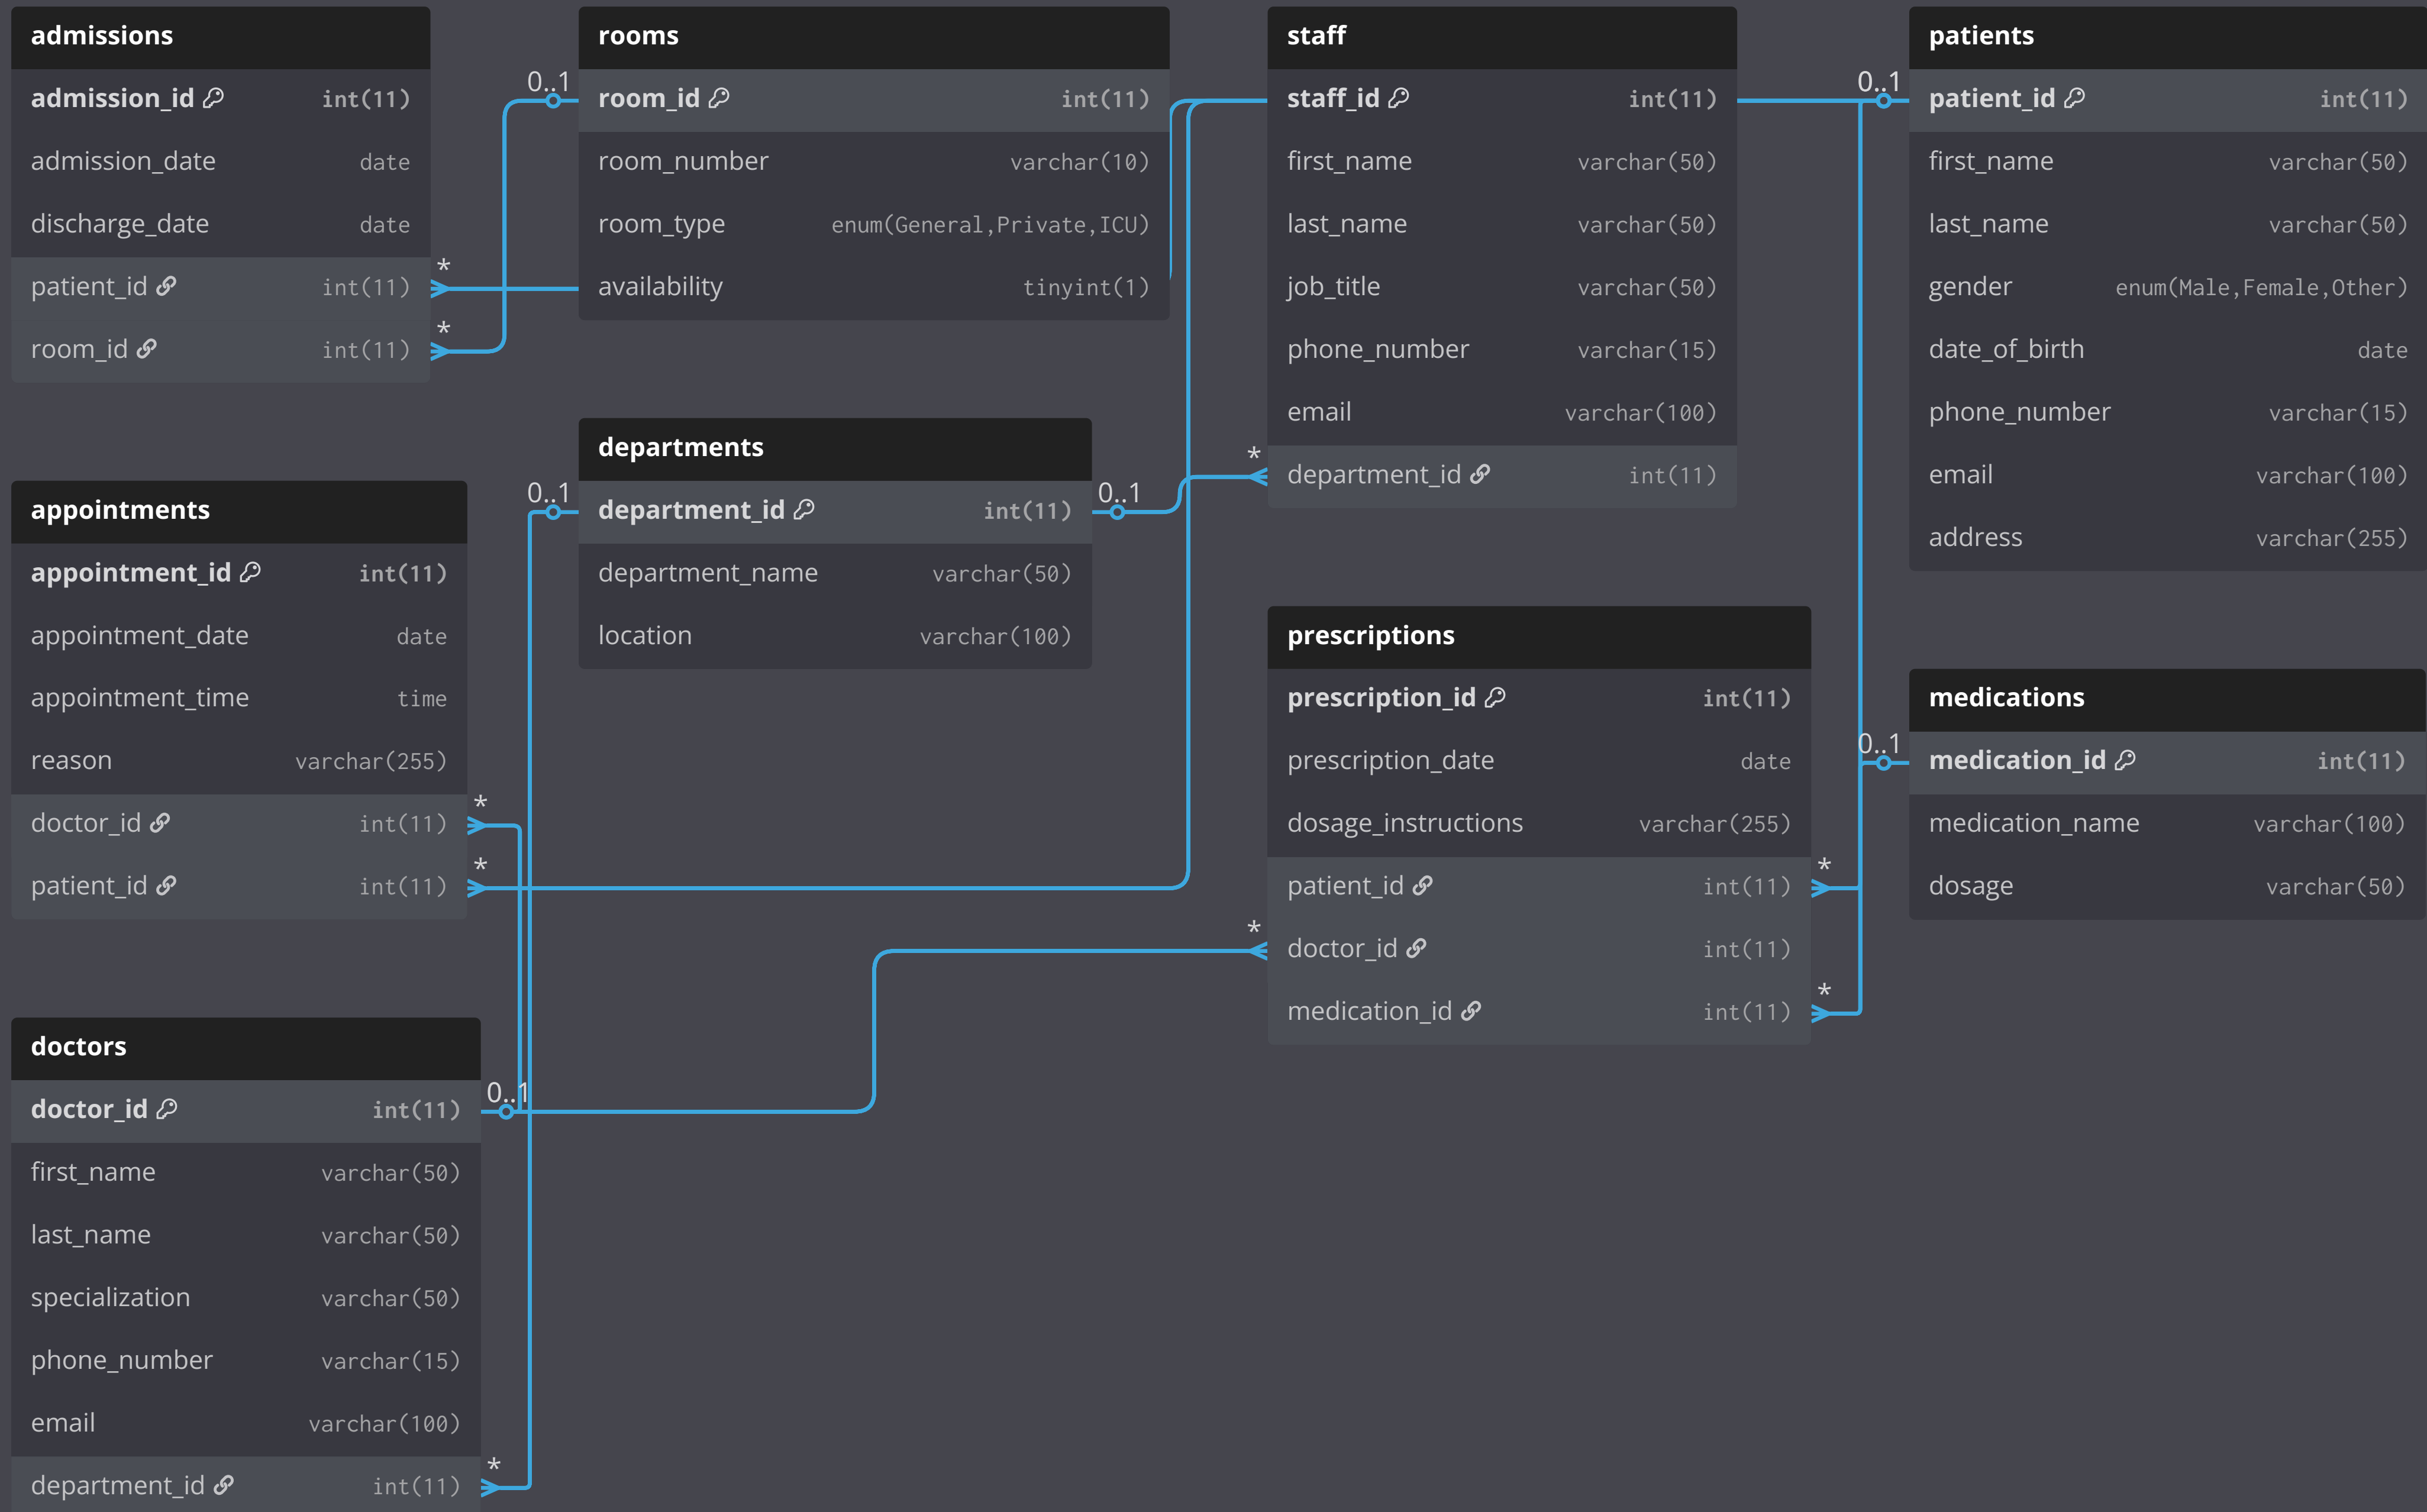 admissions
admission_id int(11)
admission_date date
discharge_date date
patient_id int(11)
room_id int(11)
*
*
0..1
rooms
room_id int(11)
room_number varchar(10)
room_type enum(General,Private,ICU)
availability tinyint(1)
staff
staff_id int(11)
first_name varchar(50)
last_name varchar(50)
job_title varchar(50)
phone_number varchar(15)
email varchar(100)
department_id int(11)
*
0..1
patients
patient_id int(11)
first_name varchar(50)
last_name varchar(50)
gender enum(Male,Female,Other)
date_of_birth date
phone_number varchar(15)
email varchar(100)
address varchar(255)
0..1
departments
department_id int(11)
department_name varchar(50)
location varchar(100)
0..1
appointments
appointment_id int(11)
appointment_date date
appointment_time time
reason varchar(255)
doctor_id int(11)
patient_id int(11)
*
*
prescriptions
prescription_id int(11)
prescription_date date
dosage_instructions varchar(255)
patient_id int(11)
doctor_id int(11)
medication_id int(11)
*
*
*
0..1
medications
medication_id int(11)
medication_name varchar(100)
dosage varchar(50)
doctors
doctor_id int(11)
first_name varchar(50)
last_name varchar(50)
specialization varchar(50)
phone_number varchar(15)
email varchar(100)
department_id int(11)
0..1
*